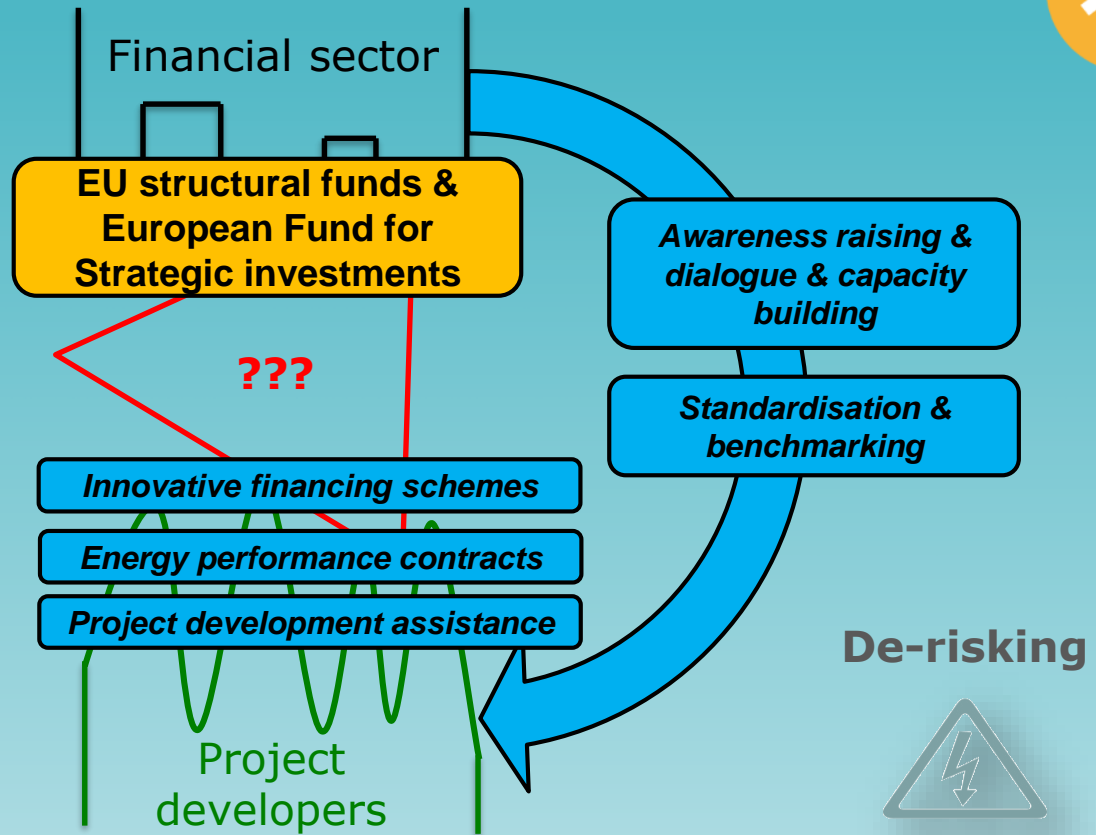 Financial sector
EU structural funds &
European Fund for
Strategic investments
Awareness raising &
dialogue & capacity
building
???
Standardisation &
benchmarking
Innovative financing schemes
Energy performance contracts
Project development assistance
De-risking
Project
developers